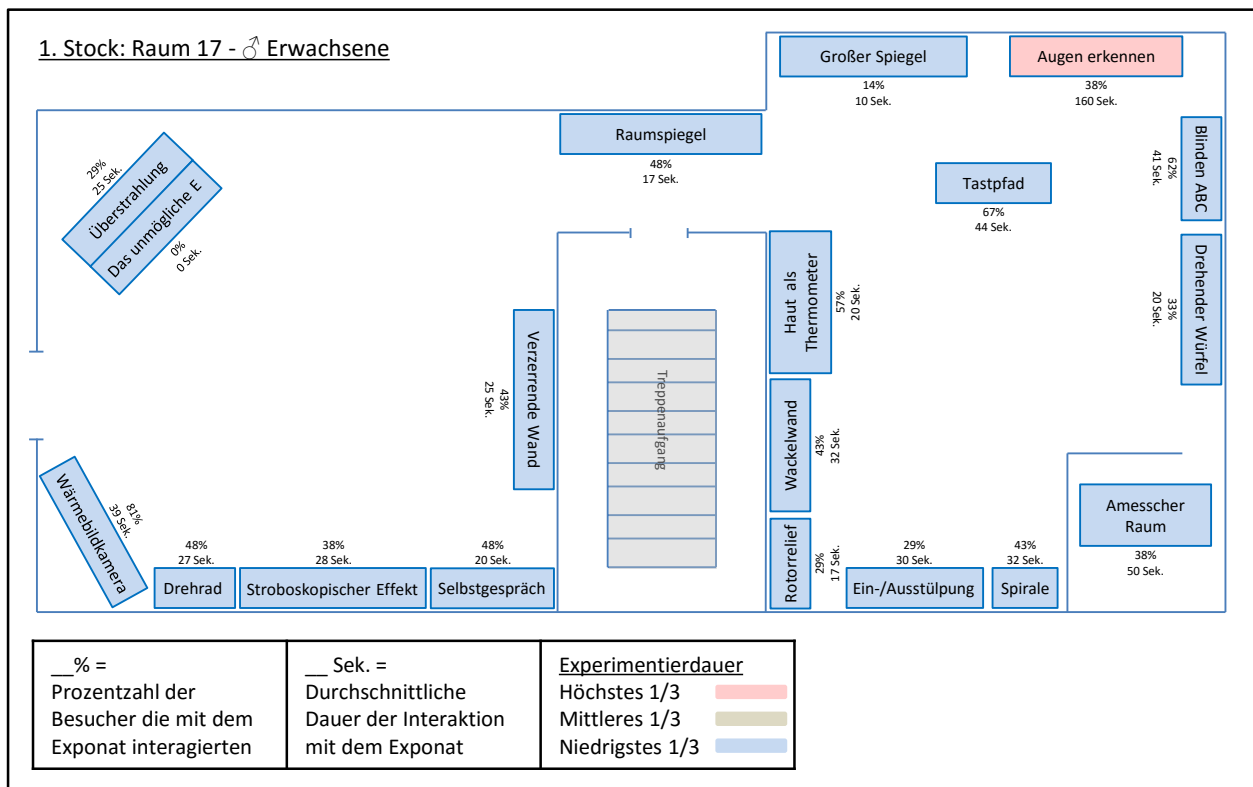 1. Stock: Raum 17 - ♂ Erwachsene
Großer Spiegel
14%
10 Sek.
Augen erkennen
38%
160 Sek.
Raumspiegel
48%
17 Sek.
Blinden ABC
62%
41 Sek.
Tastpfad
67%
44 Sek.
29%
25 Sek.
Überstrahlung
Das unmögliche E
0%
0 Sek.
Haut als
Thermometer
57%
20 Sek.
Drehender Würfel
33%
20 Sek.
Verzerrende Wand
43%
25 Sek.
Treppenaufgang
Wackelwand
43%
32 Sek.
Wärmebildkamera
81%
39 Sek.
Amesscher
Raum
38%
50 Sek.
48%
27 Sek.
Drehrad
38%
28 Sek.
Stroboskopischer Effekt
48%
20 Sek.
Selbstgespräch
Rotorrelief
29%
17 Sek.
29%
30 Sek.
Ein-/Ausstülpung
43%
32 Sek.
Spirale
__% =
Prozentzahl der
Besucher die mit dem
Exponat interagierten
__ Sek. =
Durchschnittliche
Dauer der Interaktion
mit dem Exponat
Experimentierdauer
Höchstes 1/3
Mittleres 1/3
Niedrigstes 1/3